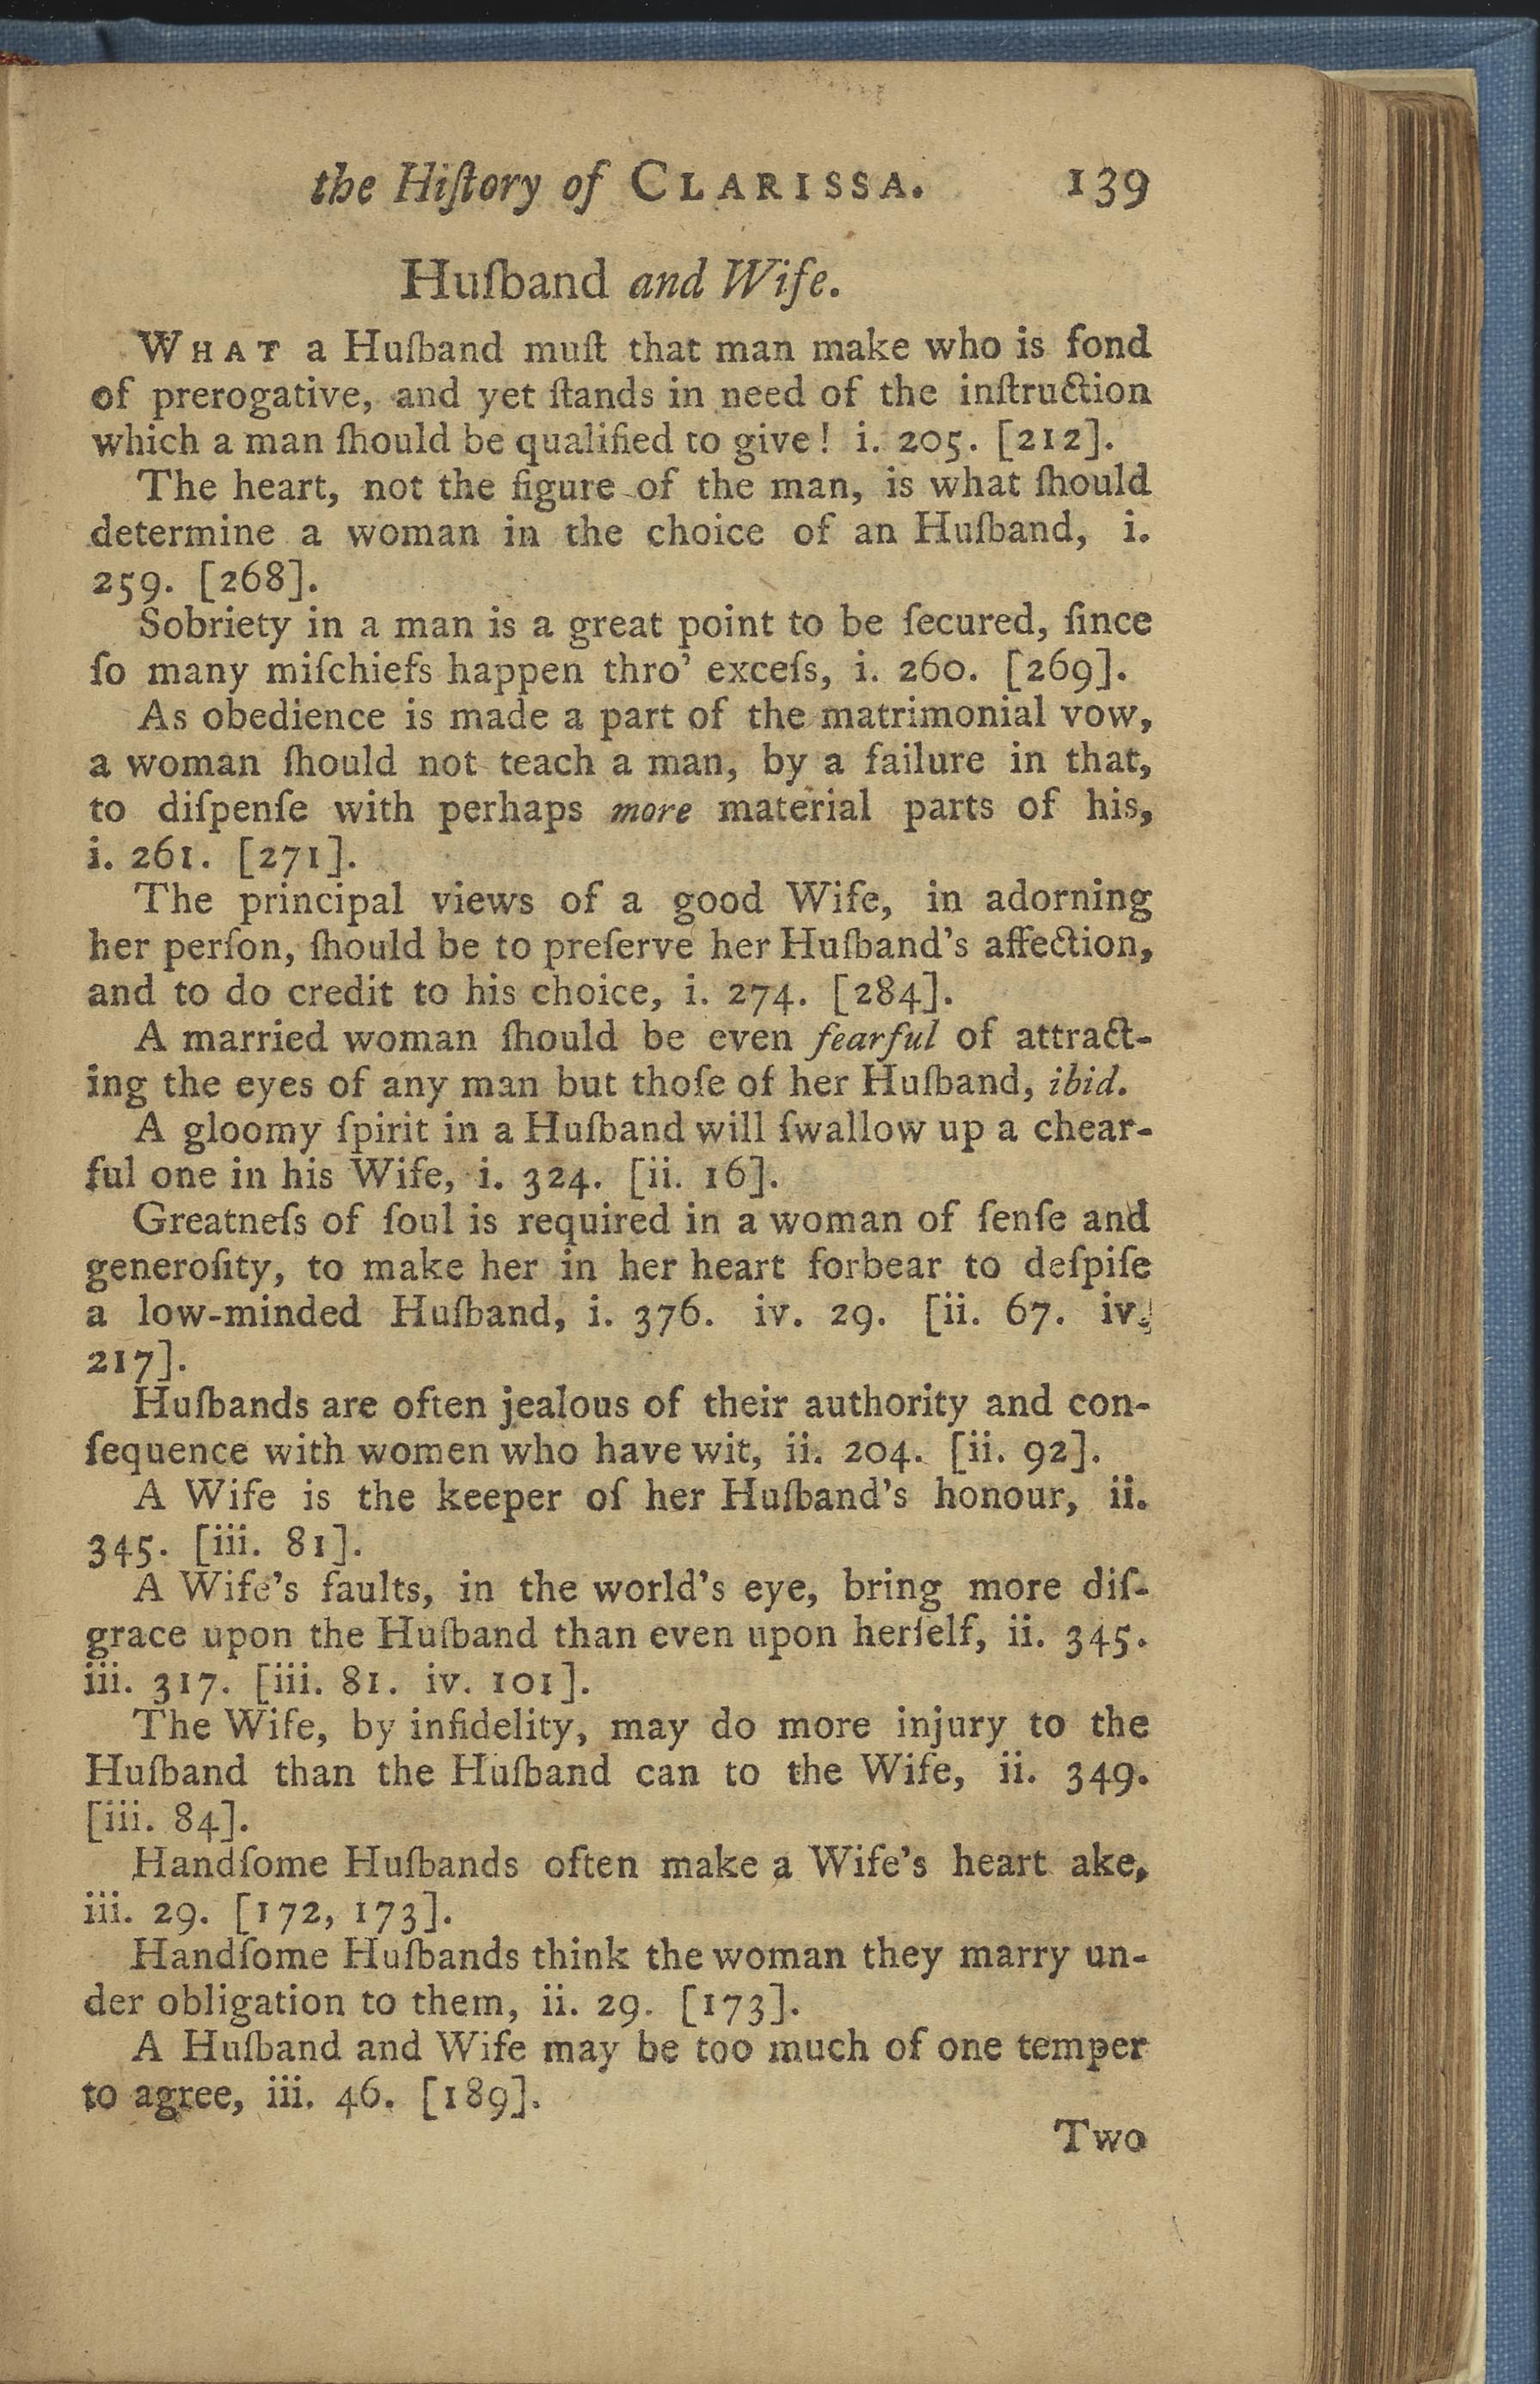 the Hiſtory of CLARISSA. 139
Huſband and Wife.
WHAT a Huſband muſt that man make who is fond
of prerogative, and yet ſtands in need of the inſtruction
which a man ſhould be qualified to give! i. 205. [212].
The heart, not the figure of the man, is what ſhould
determine a woman in the choice of an Huſband, i.
259. [268].
Sobriety in a man is a great point to be ſecured, ſince
ſo many miſchiefs happen thro' exceſs, i. 260. [269].
As obedience is made a part of the matrimonial vow,
a woman ſhould not teach a man, by a failure in that,
to diſpenſe with perhaps more material parts of his,
i. 261. [271].
The principal views of a good Wife, in adorning
her perſon, ſhould be to preſerve her Huſband's affection,
and to do credit to his choice, i. 274. [284].
A married woman ſhould be even fearful of attract-
ing the eyes of any man but thoſe of her Huſband, ibid.
A gloomy ſpirit in a Huſband will ſwallow up a chear-
ful one in his Wife, i. 324. [ii. 16].
Greatneſs of ſoul is required in a woman of ſenſe and
generoſity, to make her in her heart forbear to deſpiſe
a low-minded Huſband, i. 376. iv. 29. [ii. 67. iv.
217].
Huſbands are often jealous of their authority and con-
ſequence with women who have wit, ii. 204. [ii. 92].
A Wife is the keeper of her Huſband's honour, ii.
345. [iii. 81].
A Wife's faults, in the world's eye, bring more diſ-
grace upon the Huſband than even upon herſelf, ii. 345.
iii. 317. [iii. 81. iv. 101].
The Wife, by infidelity, may do more injury to the
Huſband than the Huſband can to the Wife, ii. 349.
[iii. 84].
Handſome Huſbands often make a Wife's heart ake,
iii. 29. [172, 173].
Handſome Huſbands think the woman they marry un-
der obligation to them, ii. 29. [173].
A Huſband and Wife may be too much of one temper
to agree, iii. 46. [189].
Two